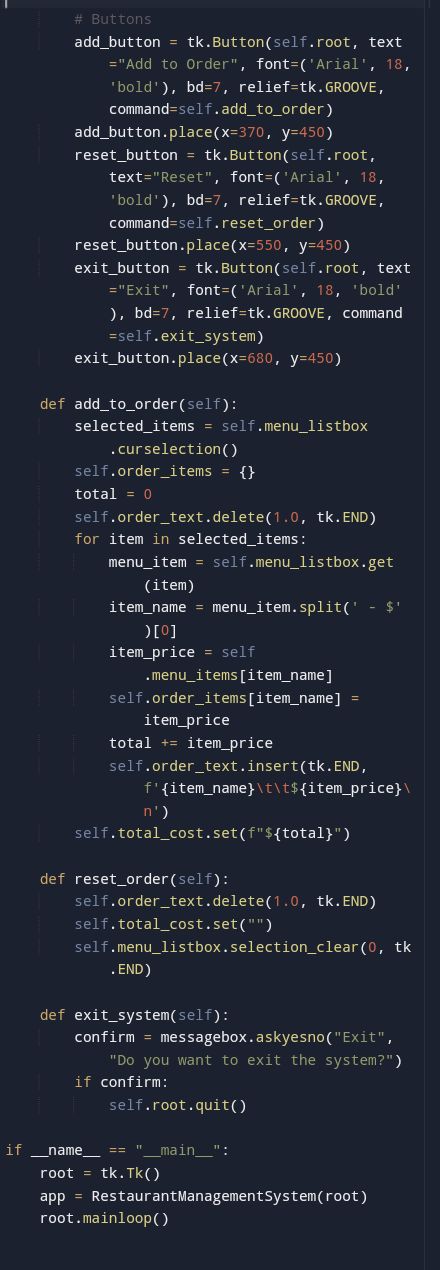 # Buttons
add_button = tk.Button(self.root, text
="Add to Order", font=('Arial', 18,
'bold'), bd=7, relief=tk.GROOVE,
command=self.add_to_order)
add_button.place(x=370, y=450)
reset_button = tk.Button(self.root,
text="Reset", font=('Arial', 18,
'bold'), bd=7, relief=tk.GROOVE,
command=self.reset_order)
reset_button.place(x=550, y=450)
exit_button = tk.Button(self.root, text
="Exit", font=('Arial', 18, 'bold'
), bd=7, relief=tk.GROOVE, command
=self.exit_system)
exit_button.place(x=680, y=450)
def add_to_order(self):
selected_items = self.menu_listbox
.curselection()
self.order_items = {}
total = 0
self.order_text.delete(1.0, tk.END)
for item in selected_items:
menu_item = self.menu_listbox.get
(item)
item_name = menu_item.split(' - $'
)[0]
item_price = self
.menu_items[item_name]
self.order_items[item_name] =
item_price
total += item_price
self.order_text.insert(tk.END,
f'{item_name}\t\t${item_price}\
n')
self.total_cost.set(f"${total}")
def reset_order(self):
self.order_text.delete(1.0, tk.END)
self.total_cost.set("")
self.menu_listbox.selection_clear(0, tk
.END)
def exit_system(self):
confirm = messagebox.askyesno("Exit",
"Do you want to exit the system?")
if confirm:
self.root.quit()
if __name__ == "__main__":
root = tk.Tk()
app = RestaurantManagementSystem(root)
root.mainloop()